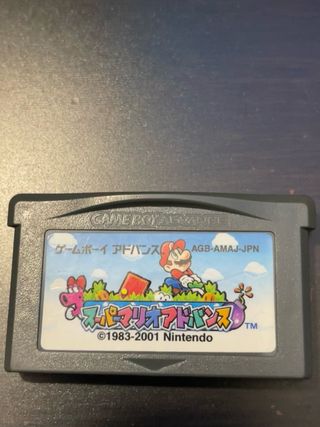 GAME BOY ADVANCE
ゲームボーイ アドバンス AGB-AMAJ-JPN
スーパーマリオアドバンス TM
©1983-2001 Nintendo